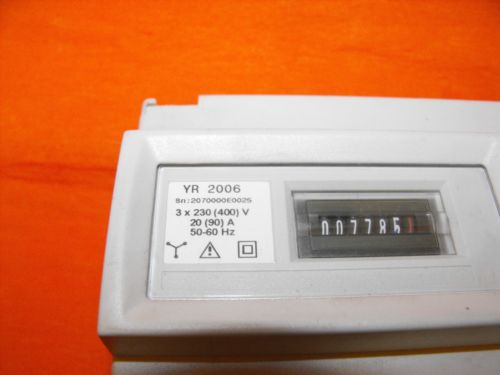 YR 2006
Sn: 2070000E0025
3 x 230 (400) V
20 (90) A
50-60 Hz
007785